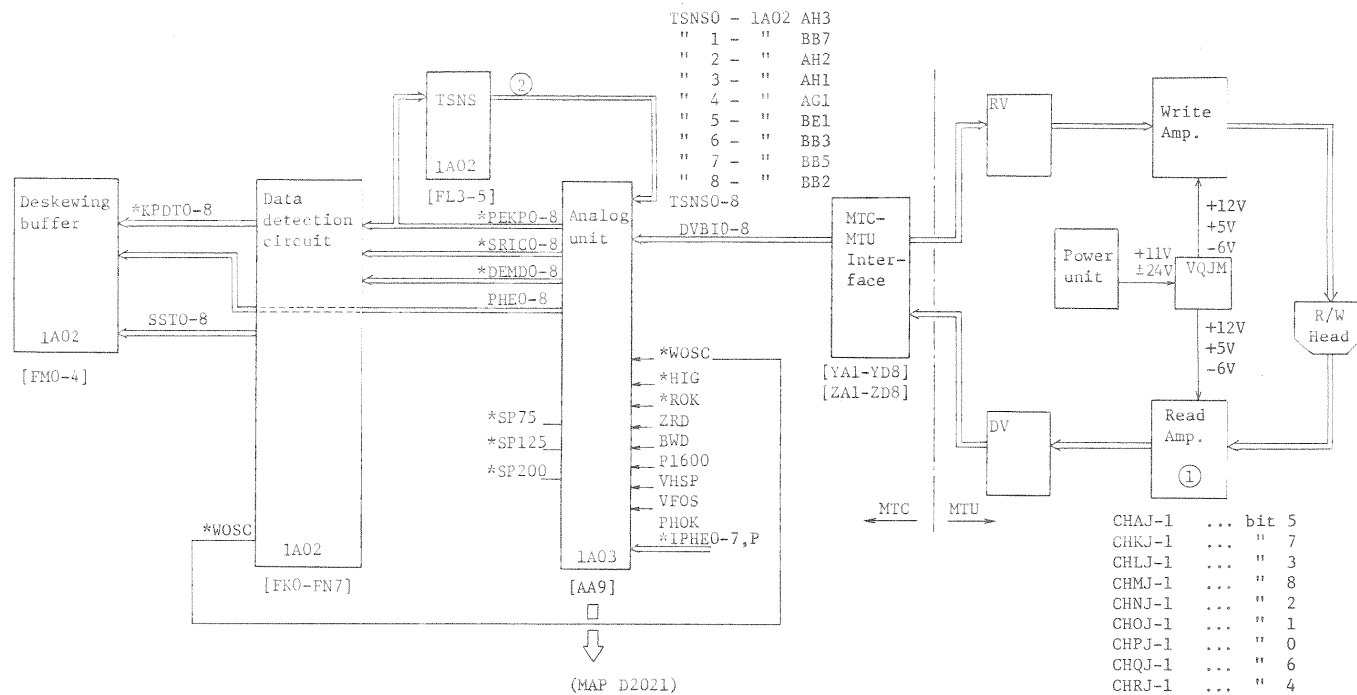 TSNS0 - 1A02 AH3
" 1 - " BB7
" 2 - " AH2
" 3 - " AH1
" 4 - " AG1
" 5 - " BE1
" 6 - " BB3
" 7 - " BB5
" 8 - " BB2
TSNS0-8
TSNS
1A02
[FL3-5]
2
Deskewing
buffer
1A02
[FM0-4]
*KPDT0-8
SST0-8
Data
detection
circuit
1A02
[FK0-FN7]
*WOSC
*PEKP0-8
*SRIC0-8
*DEMD0-8
PHE0-8
*SP75
*SP125
*SP200
Analog
unit
1A03
[AA9]
(MAP D2021)
DVBI0-8
*WOSC
*HIG
*ROK
ZRD
BWD
P1600
VHSP
VFOS
PHOK
*IPHE0-7,P
MTC-
MTU
Inter-
face
[YA1-YD8]
[ZA1-ZD8]
MTC
MTU
RV
Write
Amp.
+12V
+5V
-6V
Power
unit
+11V
±24V
VQJM
+12V
+5V
-6V
R/W
Head
DV
Read
Amp.
1
CHAJ-1 ... bit 5
CHKJ-1 ... " 7
CHLJ-1 ... " 3
CHMJ-1 ... " 8
CHNJ-1 ... " 2
CHOJ-1 ... " 1
CHPJ-1 ... " 0
CHQJ-1 ... " 6
CHRJ-1 ... " 4